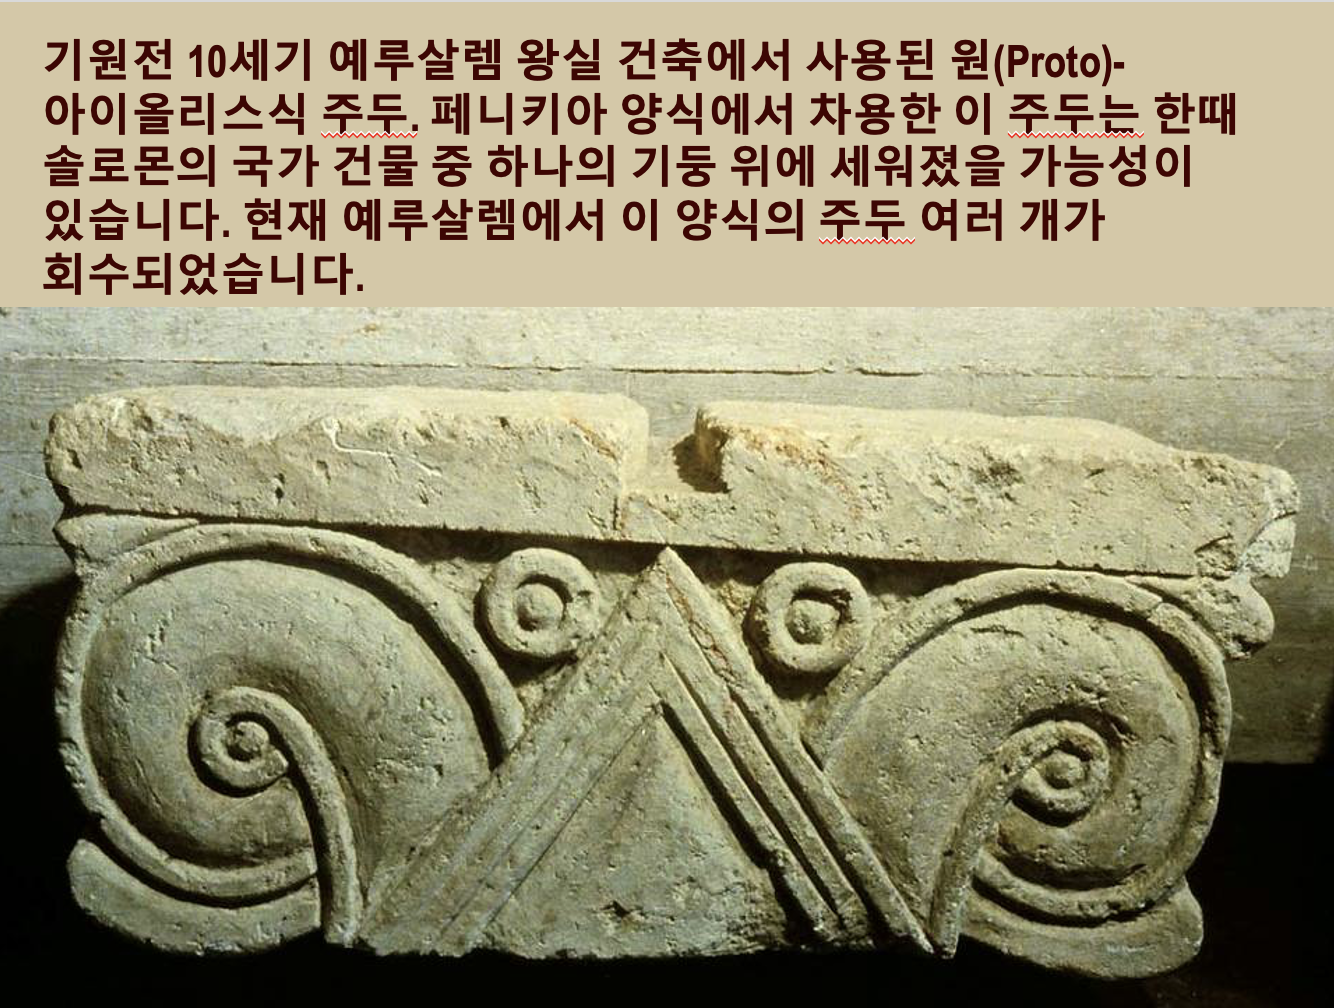 기원전 10세기 예루살렘 왕실 건축에서 사용된 원(Proto)-
아이올리스식 주두. 페니키아 양식에서 차용한 이 주두는 한때
솔로몬의 국가 건물 중 하나의 기둥 위에 세워졌을 가능성이
있습니다. 현재 예루살렘에서 이 양식의 주두 여러 개가
회수되었습니다.